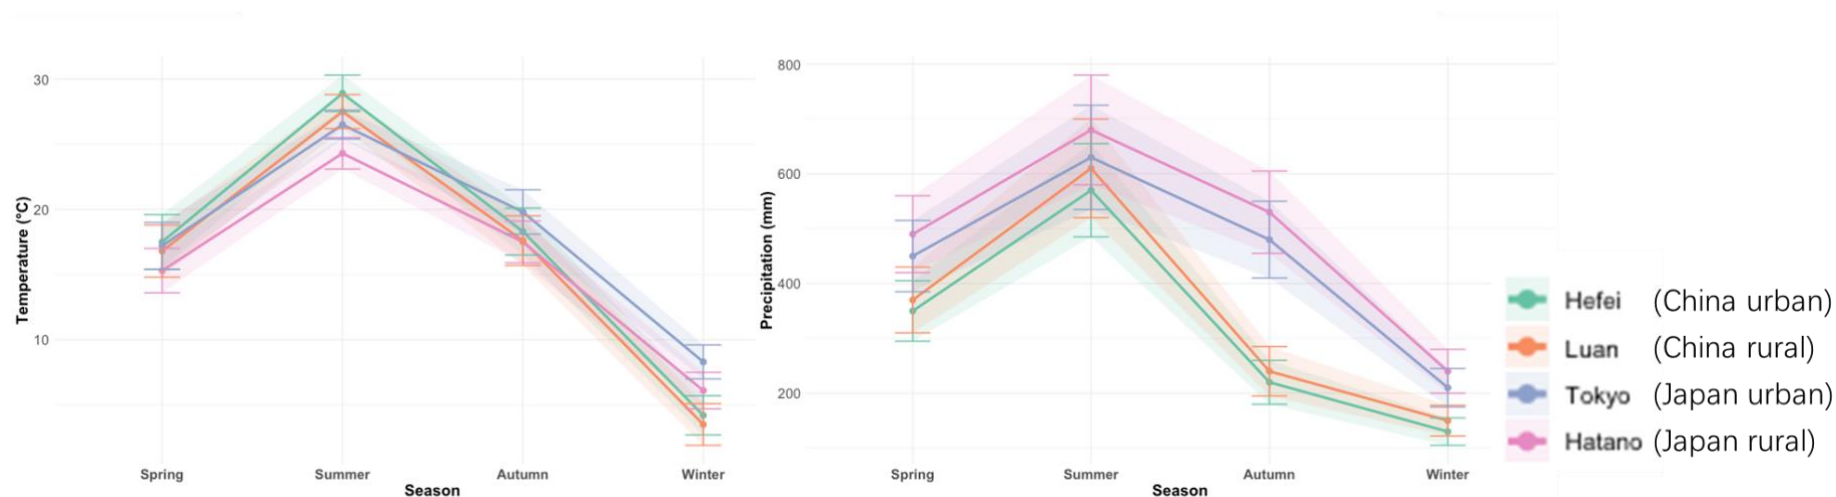 30
20
10
Temperature (°C)
Spring Summer Autumn Winter
Season
800
600
400
200
Precipitation (mm)
Spring Summer Autumn Winter
Season
Hefei (China urban)
Luan (China rural)
Tokyo (Japan urban)
Hatano (Japan rural)